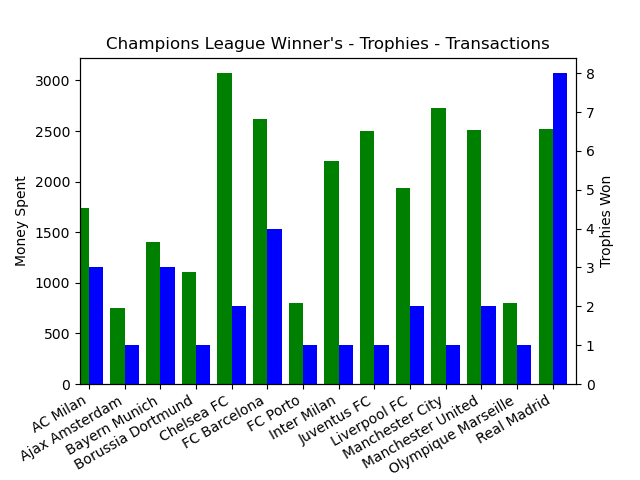 Champions League Winner's - Trophies - Transactions
Money Spent
3000
2500
2000
1500
1000
500
0
8
7
6
5
4
3
2
1
0
Trophies Won
AC Milan
Ajax Amsterdam
Bayern Munich
Borussia Dortmund
Chelsea FC
FC Barcelona
FC Porto
Inter Milan
Juventus FC
Liverpool FC
Manchester City
Manchester United
Olympique Marseille
Real Madrid